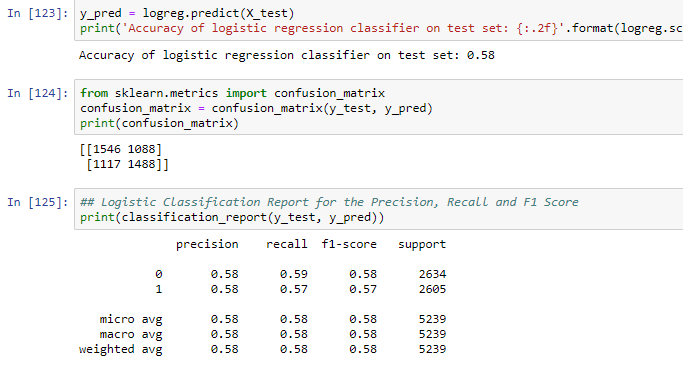 In [123]: y_pred = logreg.predict(X_test)
print('Accuracy of logistic regression classifier on test set: {:.2f}'.format(logreg.sc
Accuracy of logistic regression classifier on test set: 0.58
In [124]: from sklearn.metrics import confusion_matrix
confusion_matrix = confusion_matrix(y_test, y_pred)
print(confusion_matrix)
[[1546 1088]
[1117 1488]]
In [125]: ## Logistic Classification Report for the Precision, Recall and F1 Score
print(classification_report(y_test, y_pred))
precision recall f1-score support
0 0.58 0.59 0.58 2634
1 0.58 0.57 0.57 2605
micro avg 0.58 0.58 0.58 5239
macro avg 0.58 0.58 0.58 5239
weighted avg 0.58 0.58 0.58 5239